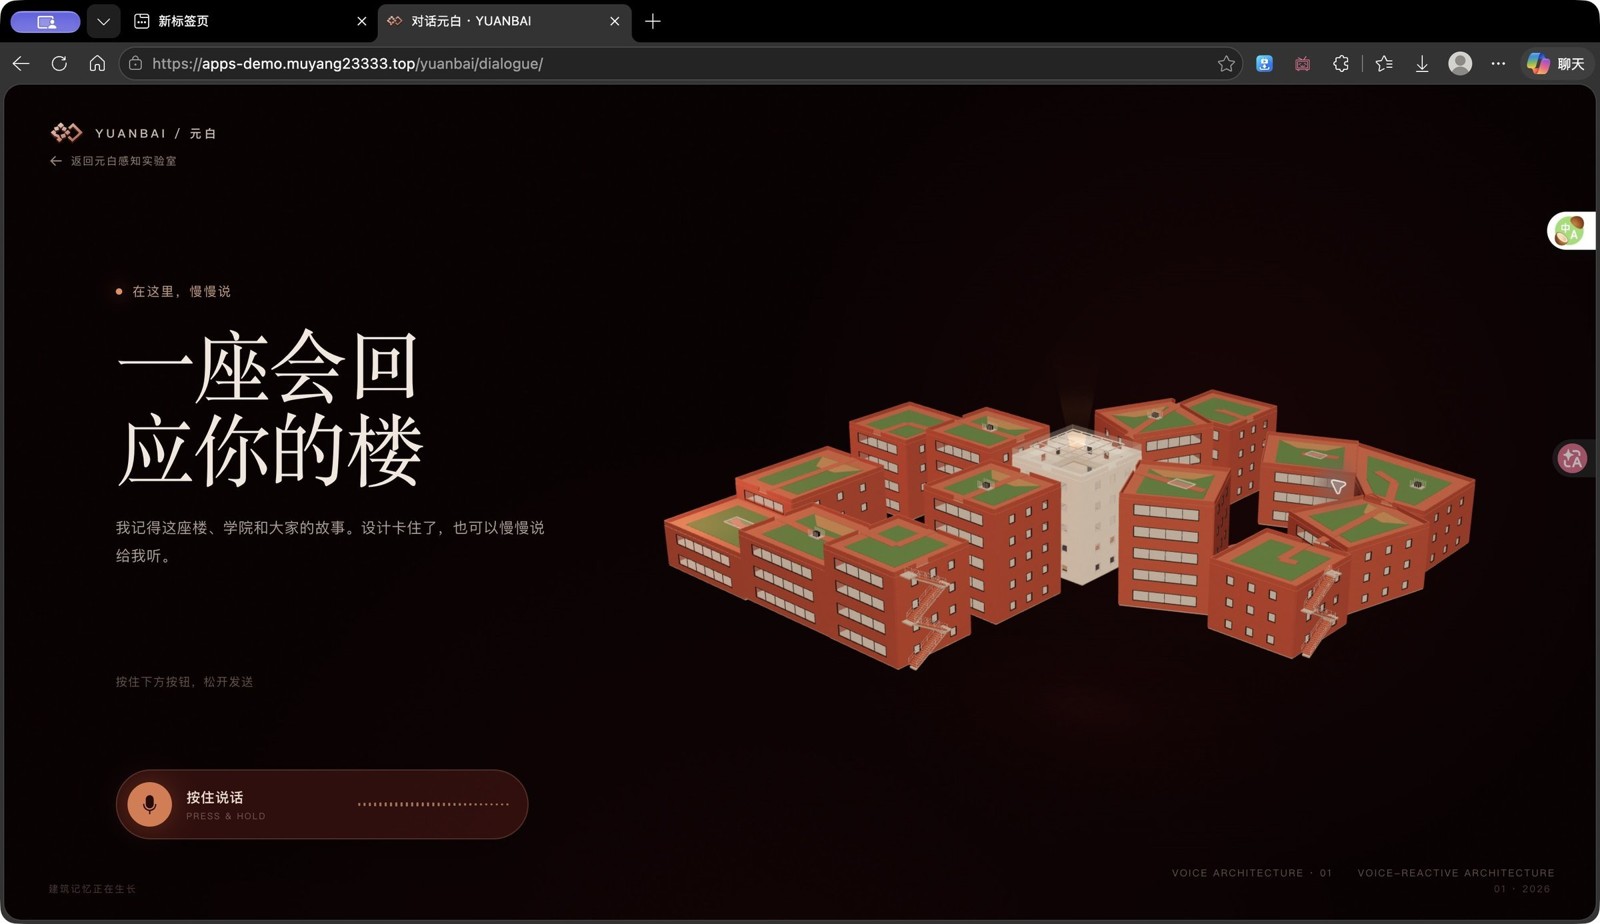 新标签页
对话元白 · YUANBAI
https://apps-demo.muyang23333.top/yuanbai/dialogue/
聊天
YUANBAI / 元白
返回元白感知实验室
中
A
在这里，慢慢说
一座会回
应你的楼
我记得这座楼、学院和大家的故事。设计卡住了，也可以慢慢说
给我听。
A
按住下方按钮，松开发送
按住说话
PRESS & HOLD
VOICE ARCHITECTURE · 01
VOICE-REACTIVE ARCHITECTURE
建筑记忆正在生长
01 · 2026